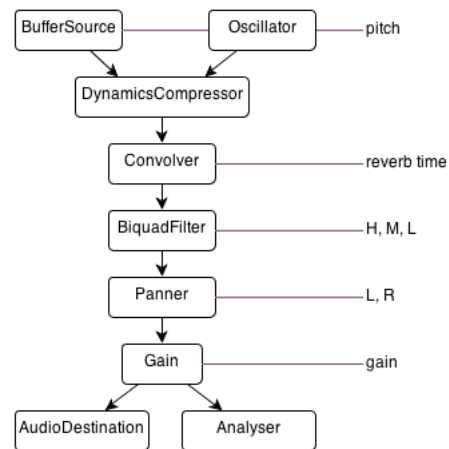 BufferSource
Oscillator
pitch
DynamicsCompressor
Convolver
reverb time
BiquadFilter
H, M, L
Panner
L, R
Gain
gain
AudioDestination
Analyser